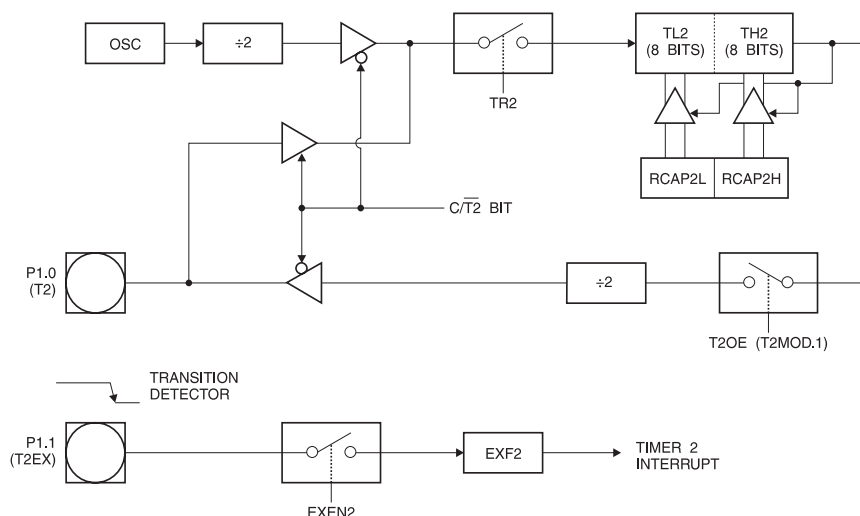 OSC
÷2
TR2
TL2 TH2
(8 BITS) (8 BITS)
RCAP2L RCAP2H
C/T2 BIT
P1.0
(T2)
÷2
T2OE (T2MOD.1)
TRANSITION
DETECTOR
P1.1
(T2EX)
EXF2
TIMER 2
INTERRUPT
EXEN2